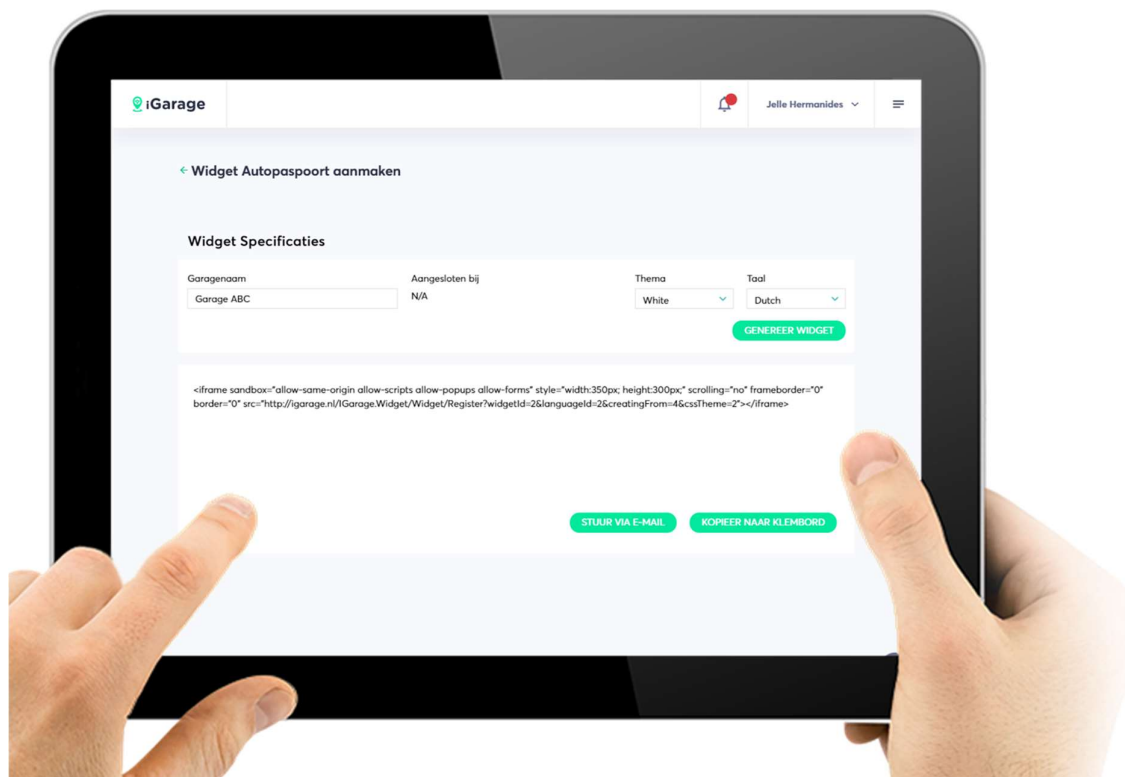 iGarage
Jelle Hermanides
Widget Autopaspoort aanmaken
Widget Specificaties
Garagenaam Aangesloten bij Thema Taal
Garage ABC N/A White Dutch
GENEREER WIDGET
<iframe sandbox="allow-same-origin allow-scripts allow-popups allow-forms" style="width:350px; height:300px;" scrolling="no" frameborder="0"
border="0" src="http://igarage.nl/IGarage.Widget/Widget/Register?widgetId=2&languageId=2&creatingFrom=4&cssTheme=2"></iframe>
STUUR VIA E-MAIL KOPIEER NAAR KLEMBORD